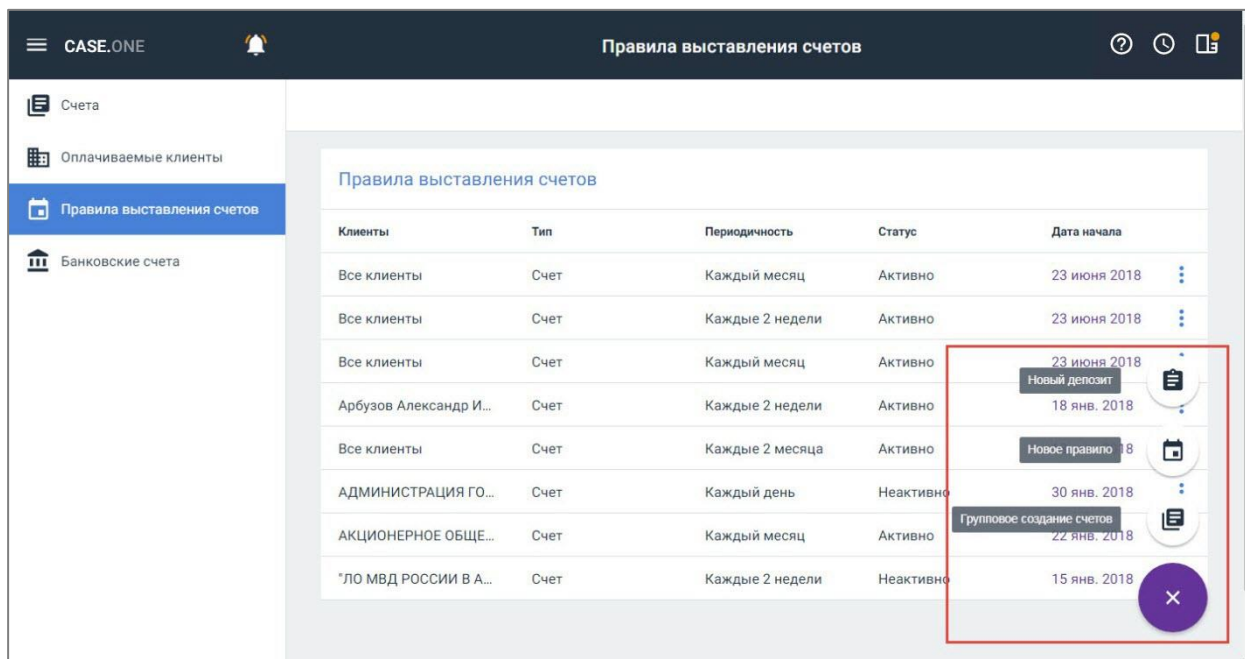 CASE.ONE
Правила выставления счетов
Счета
Оплачиваемые клиенты
Правила выставления счетов
Банковские счета
Правила выставления счетов
Клиенты Тип Периодичность Статус Дата начала
Все клиенты Счет Каждый месяц Активно 23 июня 2018
Все клиенты Счет Каждые 2 недели Активно 23 июня 2018
Все клиенты Счет Каждый месяц Активно 23 июня 2018
Новый депозит
Арбузов Александр И... Счет Каждые 2 недели Активно 18 янв. 2018
Все клиенты Счет Каждые 2 месяца Активно Новое правило 18
АДМИНИСТРАЦИЯ ГО... Счет Каждый день Неактивно 30 янв. 2018
Групповое создание счетов
АКЦИОНЕРНОЕ ОБЩЕ... Счет Каждый месяц Активно 22 янв. 2018
"ЛО МВД РОССИИ В А... Счет Каждые 2 недели Неактивно 15 янв. 2018